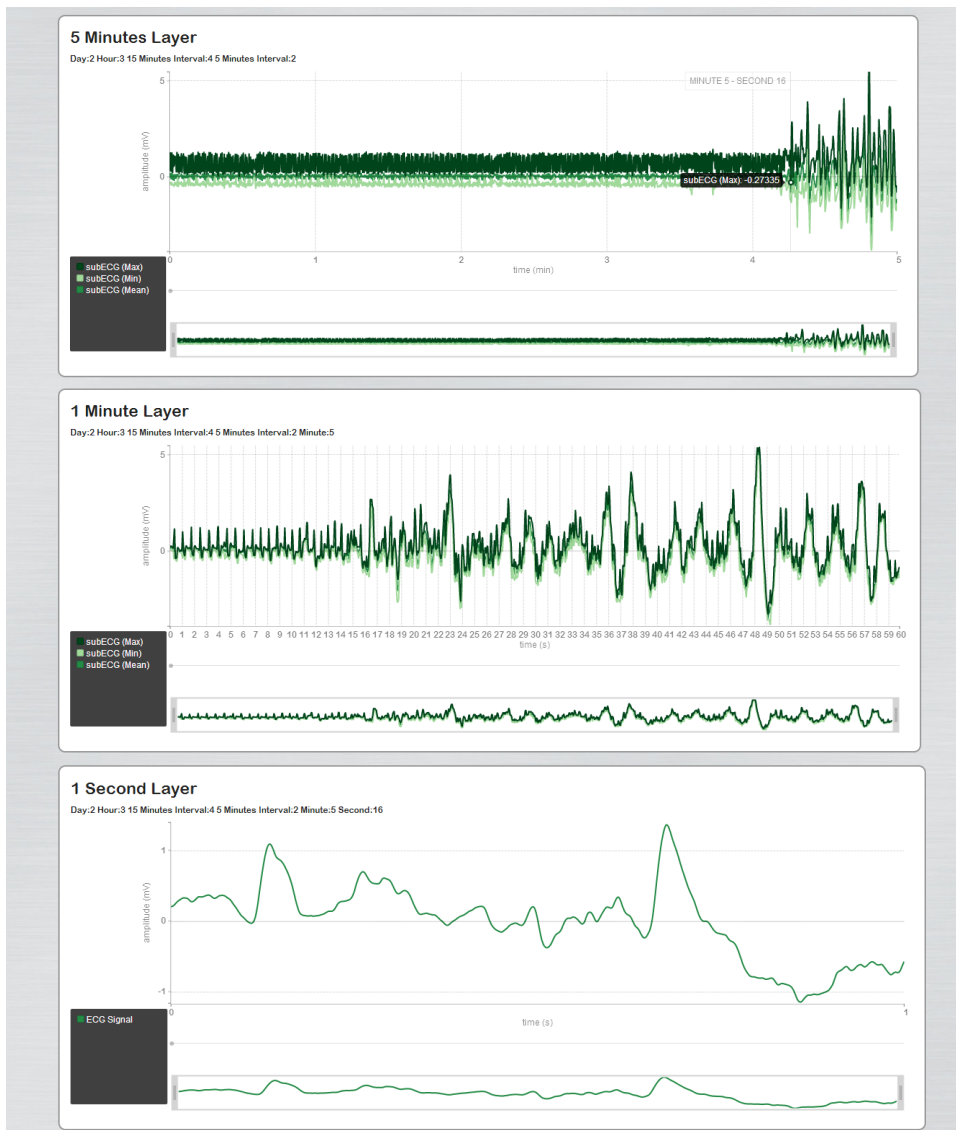 5 Minutes Layer
Day:2 Hour:3 15 Minutes Interval:4 5 Minutes Interval:2
MINUTE 5 - SECOND 16
5
0
amplitude (mV)
subECG (Max): -0.27335
0 1 2 3 4 5
time (min)
subECG (Max)
subECG (Min)
subECG (Mean)
1 Minute Layer
Day:2 Hour:3 15 Minutes Interval:4 5 Minutes Interval:2 Minute:5
5
0
amplitude (mV)
0 1 2 3 4 5 6 7 8 9 10 11 12 13 14 15 16 17 18 19 20 21 22 23 24 25 26 27 28 29 30 31 32 33 34 35 36 37 38 39 40 41 42 43 44 45 46 47 48 49 50 51 52 53 54 55 56 57 58 59 60
time (s)
subECG (Max)
subECG (Min)
subECG (Mean)
1 Second Layer
Day:2 Hour:3 15 Minutes Interval:4 5 Minutes Interval:2 Minute:5 Second:16
1
0
-1
amplitude (mV)
0 1
time (s)
ECG Signal